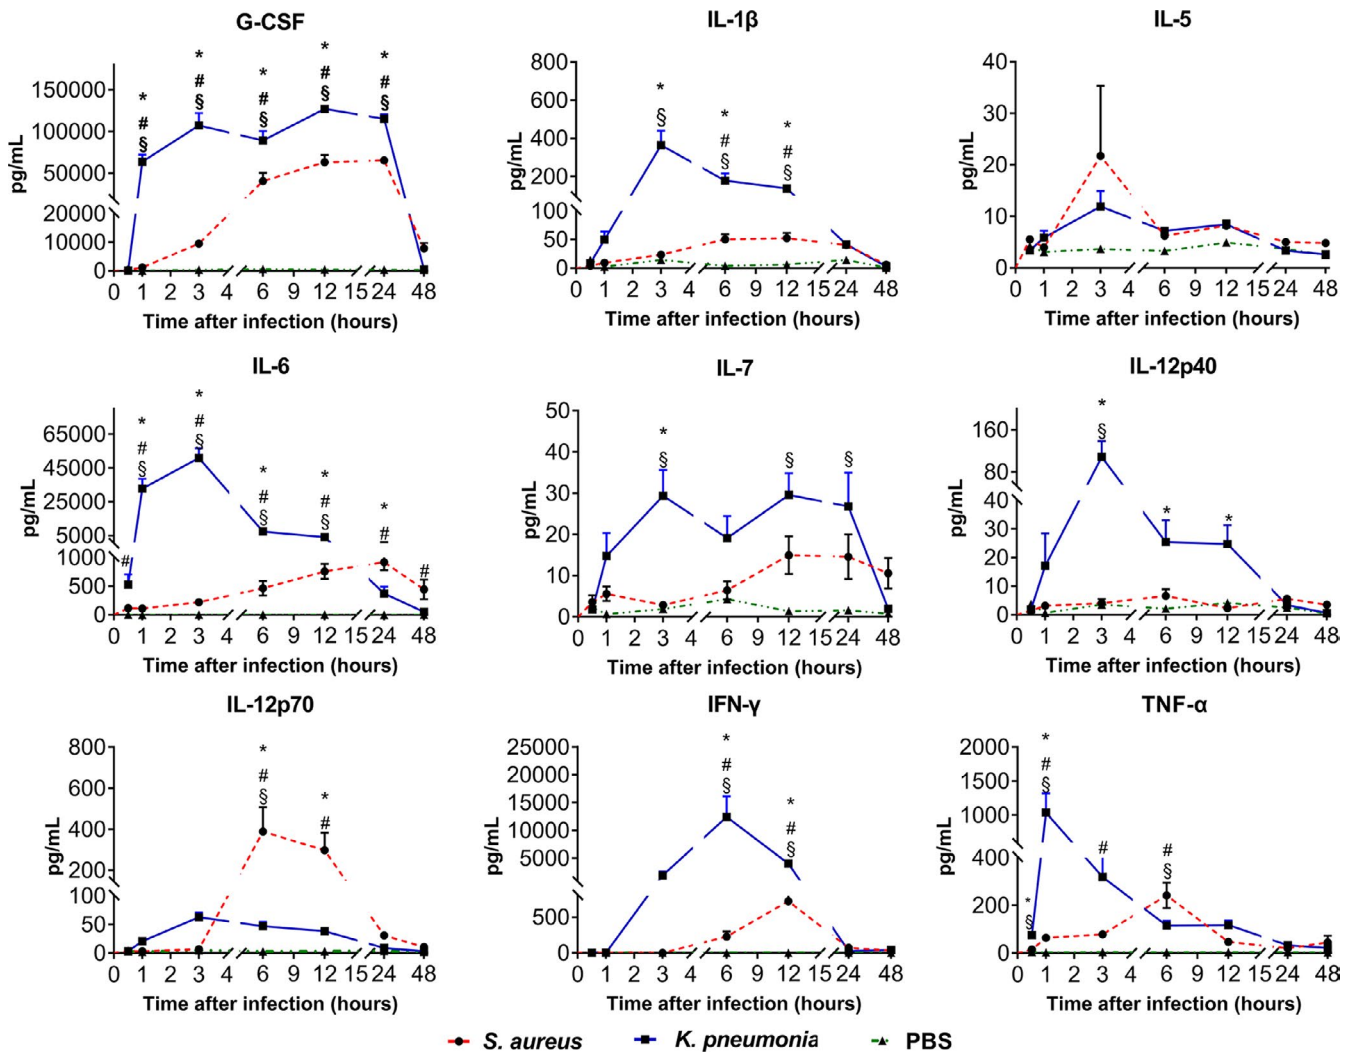 G-CSF IL-1β IL-5
* * * * *
# # # # #
§ § § § §
pg/mL
150000
100000
50000
20000
10000
0
0 1 2 3 4 6 9 12 15 24 48
Time after infection (hours)
* * *
# #
§ § §
pg/mL
800
600
400
200
100
50
0
0 1 2 3 4 6 9 12 15 24 48
Time after infection (hours)
pg/mL
40
30
20
10
0
0 1 2 3 4 6 9 12 15 24 48
Time after infection (hours)
IL-6 IL-7 IL-12p40
* * * * *
# # # # # # #
§ § § §
pg/mL
65000
45000
25000
5000
1000
500
0
0 1 2 3 4 6 9 12 15 24 48
Time after infection (hours)
*
§ § §
pg/mL
50
40
30
20
10
0
0 1 2 3 4 6 9 12 15 24 48
Time after infection (hours)
* * *
§
pg/mL
160
80
40
30
20
10
0
0 1 2 3 4 6 9 12 15 24 48
Time after infection (hours)
IL-12p70 IFN-γ TNF-α
* *
# #
§
pg/mL
800
600
400
200
100
50
0
0 1 2 3 4 6 9 12 15 24 48
Time after infection (hours)
* *
# #
§ §
pg/mL
25000
20000
15000
10000
5000
500
0
0 1 2 3 4 6 9 12 15 24 48
Time after infection (hours)
* *
# # #
§ § §
pg/mL
2000
1500
1000
400
200
0
0 1 2 3 4 6 9 12 15 24 48
Time after infection (hours)
S. aureus K. pneumonia PBS